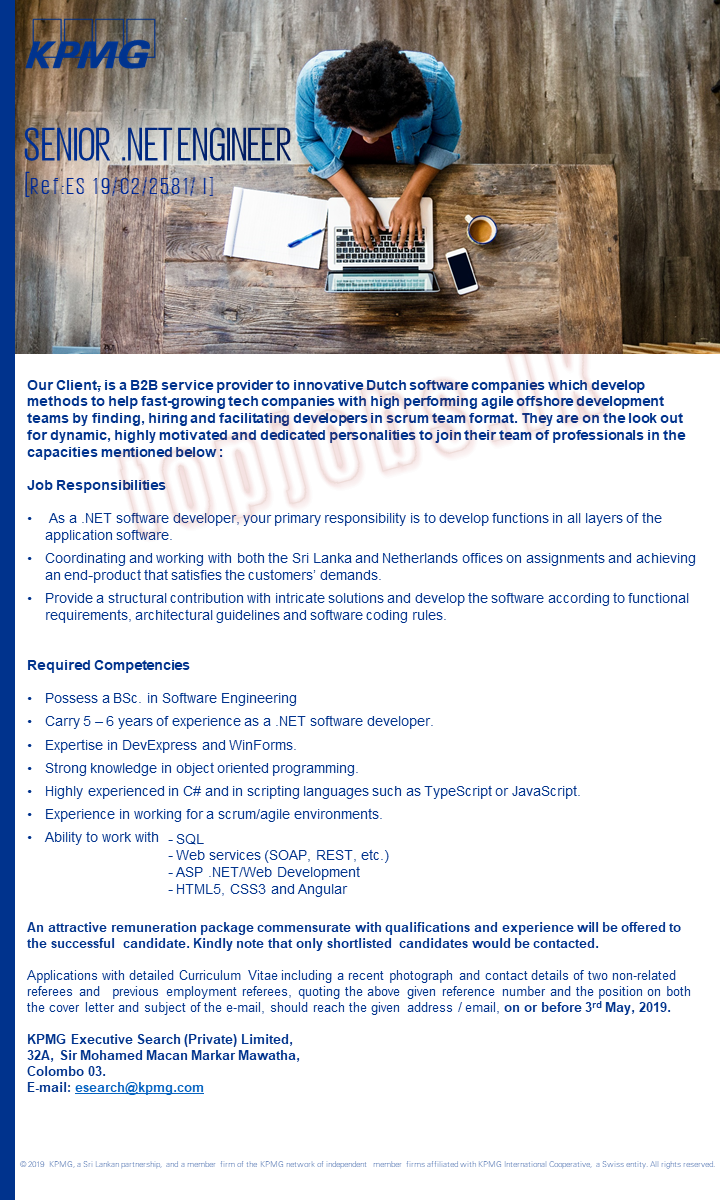 KPMG
SENIOR .NET ENGINEER
[Ref:ES 19/C2/2581/ I]
Our Client, is a B2B service provider to innovative Dutch software companies which develop
methods to help fast-growing tech companies with high performing agile offshore development
teams by finding, hiring and facilitating developers in scrum team format. They are on the look out
for dynamic, highly motivated and dedicated personalities to join their team of professionals in the
capacities mentioned below :
topjobs.lk
Job Responsibilities
• As a .NET software developer, your primary responsibility is to develop functions in all layers of the
application software.
• Coordinating and working with both the Sri Lanka and Netherlands offices on assignments and achieving
an end-product that satisfies the customers’ demands.
• Provide a structural contribution with intricate solutions and develop the software according to functional
requirements, architectural guidelines and software coding rules.
Required Competencies
• Possess a BSc. in Software Engineering
• Carry 5 – 6 years of experience as a .NET software developer.
• Expertise in DevExpress and WinForms.
• Strong knowledge in object oriented programming.
• Highly experienced in C# and in scripting languages such as TypeScript or JavaScript.
• Experience in working for a scrum/agile environments.
• Ability to work with - SQL
- Web services (SOAP, REST, etc.)
- ASP .NET/Web Development
- HTML5, CSS3 and Angular
An attractive remuneration package commensurate with qualifications and experience will be offered to
the successful candidate. Kindly note that only shortlisted candidates would be contacted.
Applications with detailed Curriculum Vitae including a recent photograph and contact details of two non-related
referees and previous employment referees, quoting the above given reference number and the position on both
the cover letter and subject of the e-mail, should reach the given address / email, on or before 3rd May, 2019.
KPMG Executive Search (Private) Limited,
32A, Sir Mohamed Macan Markar Mawatha,
Colombo 03.
E-mail: esearch@kpmg.com
© 2019 KPMG, a Sri Lankan partnership, and a member firm of the KPMG network of independent member firms affiliated with KPMG International Cooperative, a Swiss entity. All rights reserved.